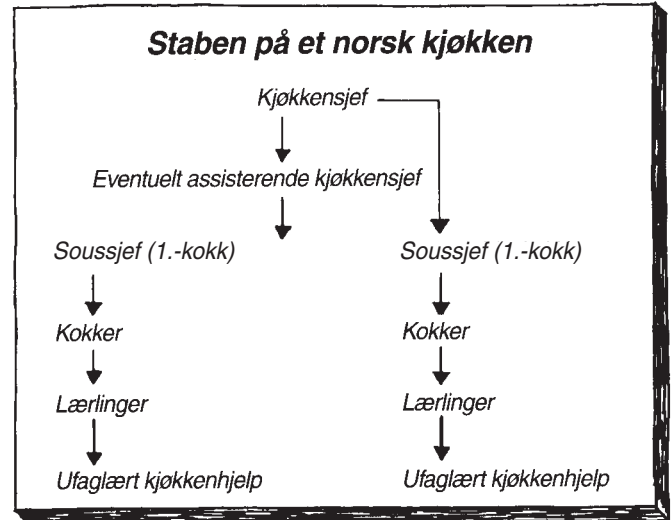 Staben på et norsk kjøkken
Kjøkkensjef
Eventuelt assisterende kjøkkensjef
Soussjef (1.-kokk)
Soussjef (1.-kokk)
Kokker
Kokker
Lærlinger
Lærlinger
Ufaglært kjøkkenhjelp
Ufaglært kjøkkenhjelp